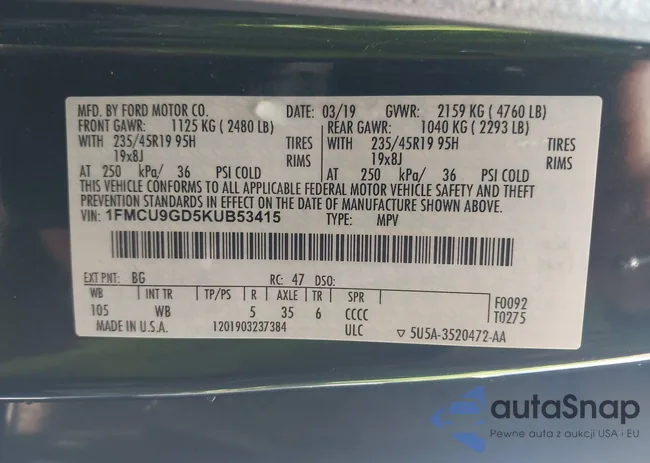 MFD. BY FORD MOTOR CO. DATE: 03/19 GVWR: 2159 KG ( 4760 LB)
FRONT GAWR: 1125 KG ( 2480 LB) REAR GAWR: 1040 KG ( 2293 LB)
WITH 235/45R19 95H TIRES WITH 235/45R19 95H TIRES
19x8J RIMS 19x8J RIMS
AT 250 kPa/ 36 PSI COLD AT 250 kPa/ 36 PSI COLD
THIS VEHICLE CONFORMS TO ALL APPLICABLE FEDERAL MOTOR VEHICLE SAFETY AND THEFT
PREVENTION STANDARDS IN EFFECT ON THE DATE OF MANUFACTURE SHOWN ABOVE.
VIN: 1FMCU9GD5KUB53415 TYPE: MPV
EXT PNT: BG RC: 47 DSO:
WB INT TR TP/PS R AXLE TR SPR F0092
105 WB 5 35 6 CCCC T0275
MADE IN U.S.A. 1201903237384 ULC ▽ 5U5A-3520472-AA
autaSnap
Pewne auta z aukcji USA i EU